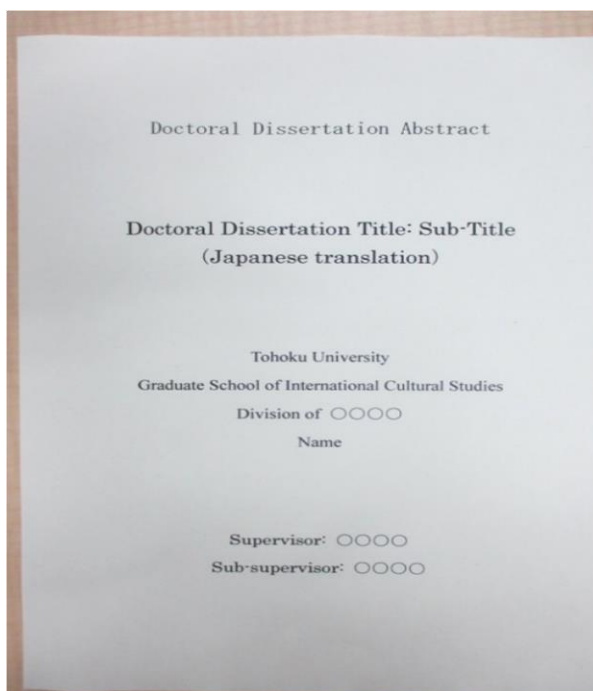 Doctoral Dissertation Abstract
Doctoral Dissertation Title: Sub-Title
(Japanese translation)
Tohoku University
Graduate School of International Cultural Studies
Division of ○○○○
Name
Supervisor: ○○○○
Sub-supervisor: ○○○○